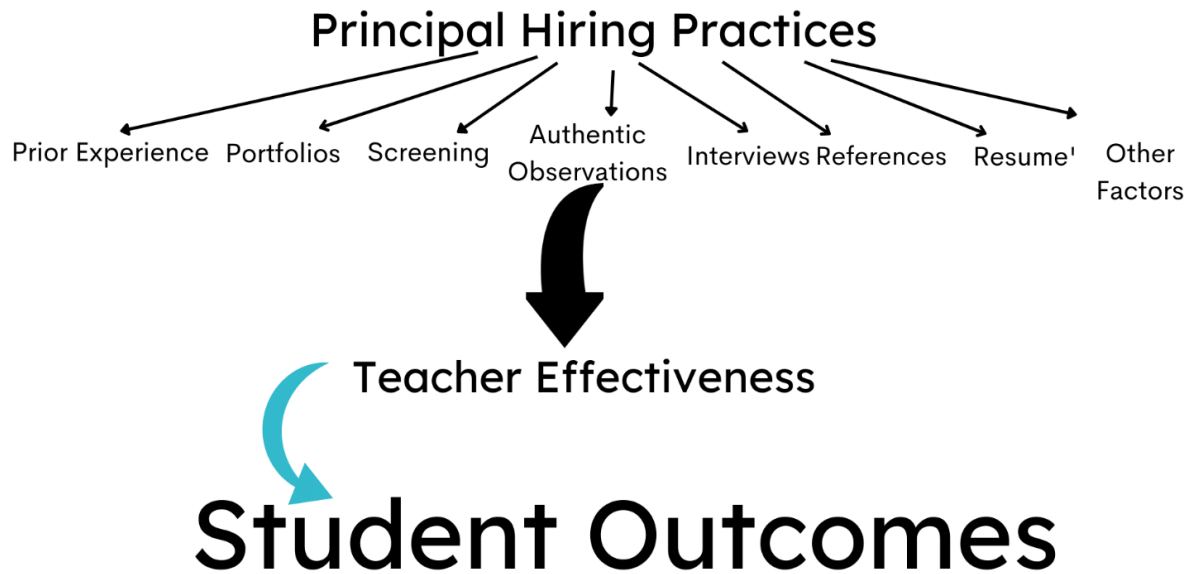 Principal Hiring Practices
Prior Experience
Portfolios
Screening
Authentic
Observations
Interviews
References
Resume'
Other
Factors
Teacher Effectiveness
Student Outcomes